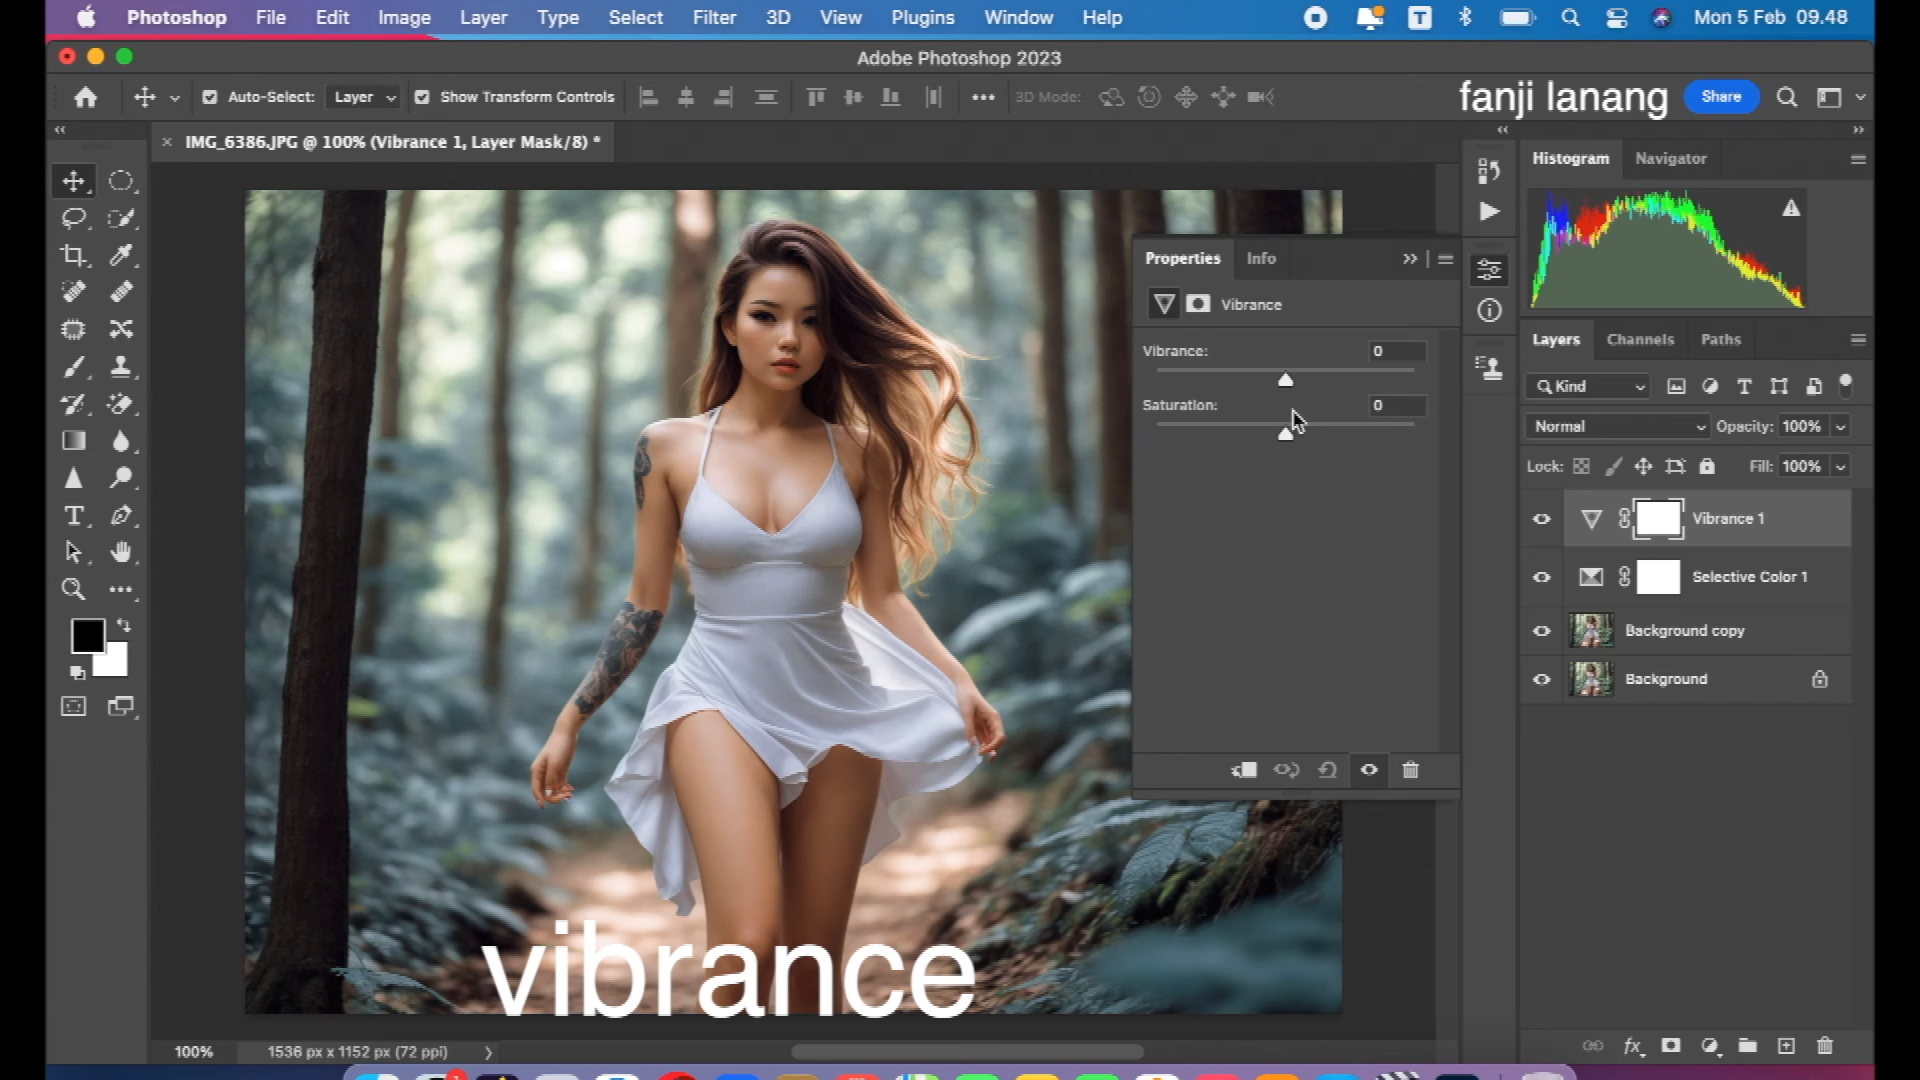 Photoshop File Edit Image Layer Type Select Filter 3D View Plugins Window Help T Mon 5 Feb 09.48
Adobe Photoshop 2023
Auto-Select: Layer Show Transform Controls 3D Mode: fanji lanang Share
IMG_6386.JPG @ 100% (Vibrance 1, Layer Mask/8) *
Histogram Navigator
Properties Info
Vibrance
Vibrance: 0
Saturation: 0
Layers Channels Paths
Kind
Normal Opacity: 100%
Lock: Fill: 100%
Vibrance 1
Selective Color 1
Background copy
Background
vibrance
100% 1536 px x 1152 px (72 ppi)
fx